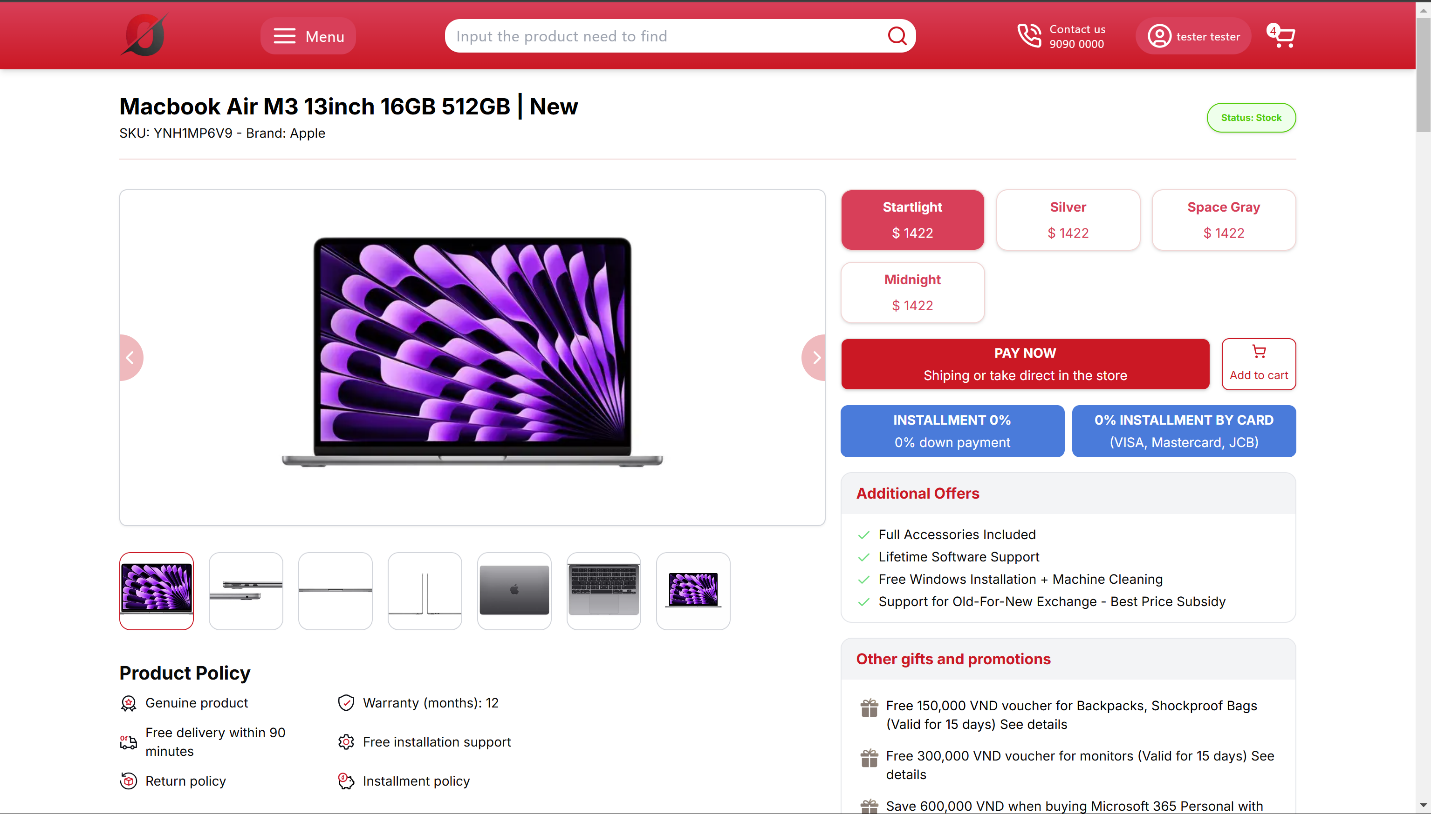 Menu
Input the product need to find
Contact us
9090 0000
tester tester
4
Macbook Air M3 13inch 16GB 512GB | New
SKU: YNH1MP6V9 - Brand: Apple
Status: Stock
Startlight
$ 1422
Silver
$ 1422
Space Gray
$ 1422
Midnight
$ 1422
PAY NOW
Shiping or take direct in the store
Add to cart
INSTALLMENT 0%
0% down payment
0% INSTALLMENT BY CARD
(VISA, Mastercard, JCB)
Additional Offers
Full Accessories Included
Lifetime Software Support
Free Windows Installation + Machine Cleaning
Support for Old-For-New Exchange - Best Price Subsidy
Other gifts and promotions
Free 150,000 VND voucher for Backpacks, Shockproof Bags
(Valid for 15 days) See details
Free 300,000 VND voucher for monitors (Valid for 15 days) See
details
Save 600,000 VND when buying Microsoft 365 Personal with
Product Policy
Genuine product
Warranty (months): 12
Free delivery within 90
minutes
Free installation support
Return policy
Installment policy